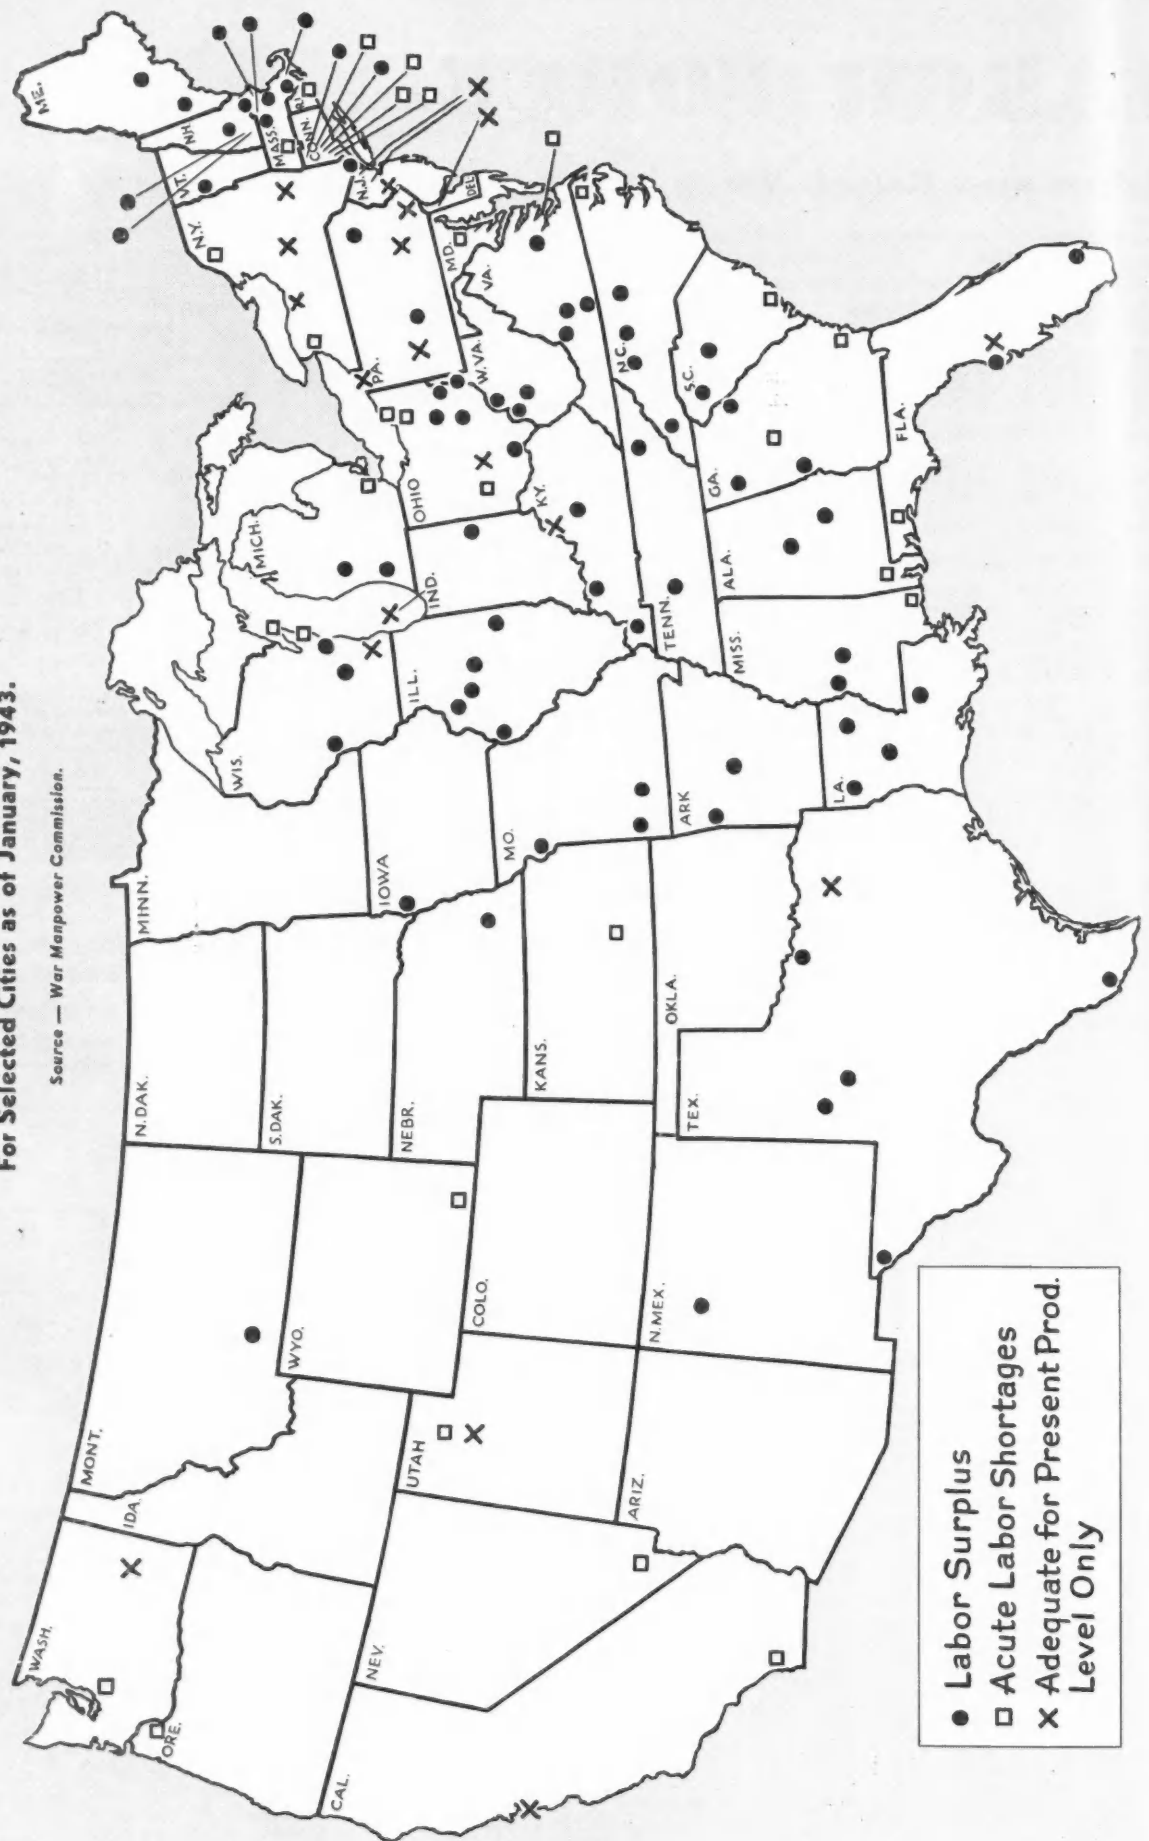 For Selected Cities as of January, 1943.
Source — War Manpower Commission.
WASH.
ORE.
CAL.
IDA.
NEV.
MONT.
WYO.
UTAH
ARIZ.
COLO.
N.MEX.
N.DAK.
S.DAK.
NEBR.
KANS.
OKLA.
TEX.
MINN.
IOWA
MO.
ARK
LA.
WIS.
ILL.
MICH.
IND.
OHIO
KY.
TENN.
MISS.
ALA.
GA.
FLA.
S.C.
N.C.
VA.
W.VA.
MD.
DEL.
PA.
N.J.
N.Y.
CONN.
R.I.
MASS.
VT.
N.H.
ME.
● Labor Surplus
□ Acute Labor Shortages
× Adequate for Present Prod.
Level Only